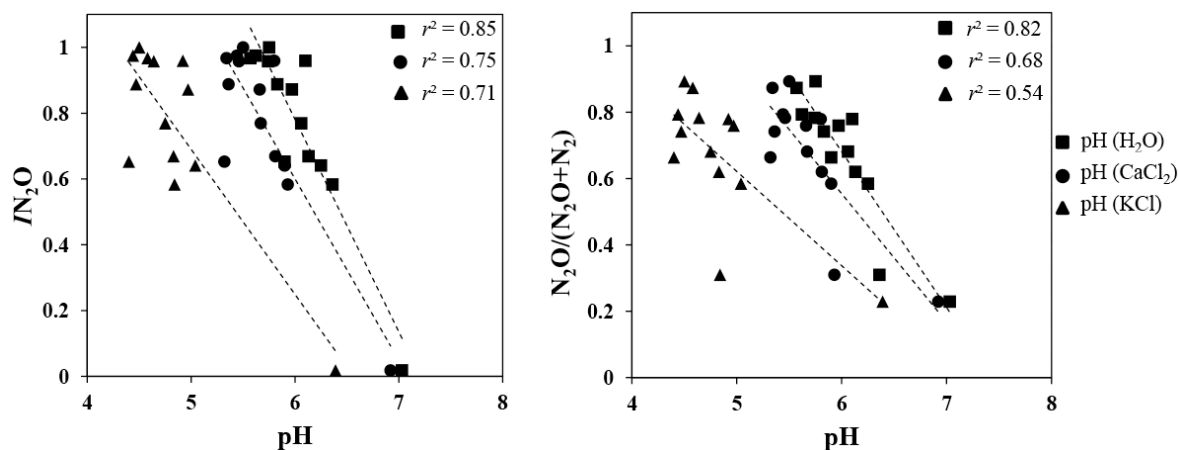 r² = 0.85
r² = 0.75
r² = 0.71
1
0.8
0.6
0.4
0.2
0
4 5 6 7 8
IN₂O
pH
r² = 0.82
r² = 0.68
r² = 0.54
1
0.8
0.6
0.4
0.2
0
4 5 6 7 8
N₂O/(N₂O+N₂)
pH
pH (H₂O)
pH (CaCl₂)
pH (KCl)